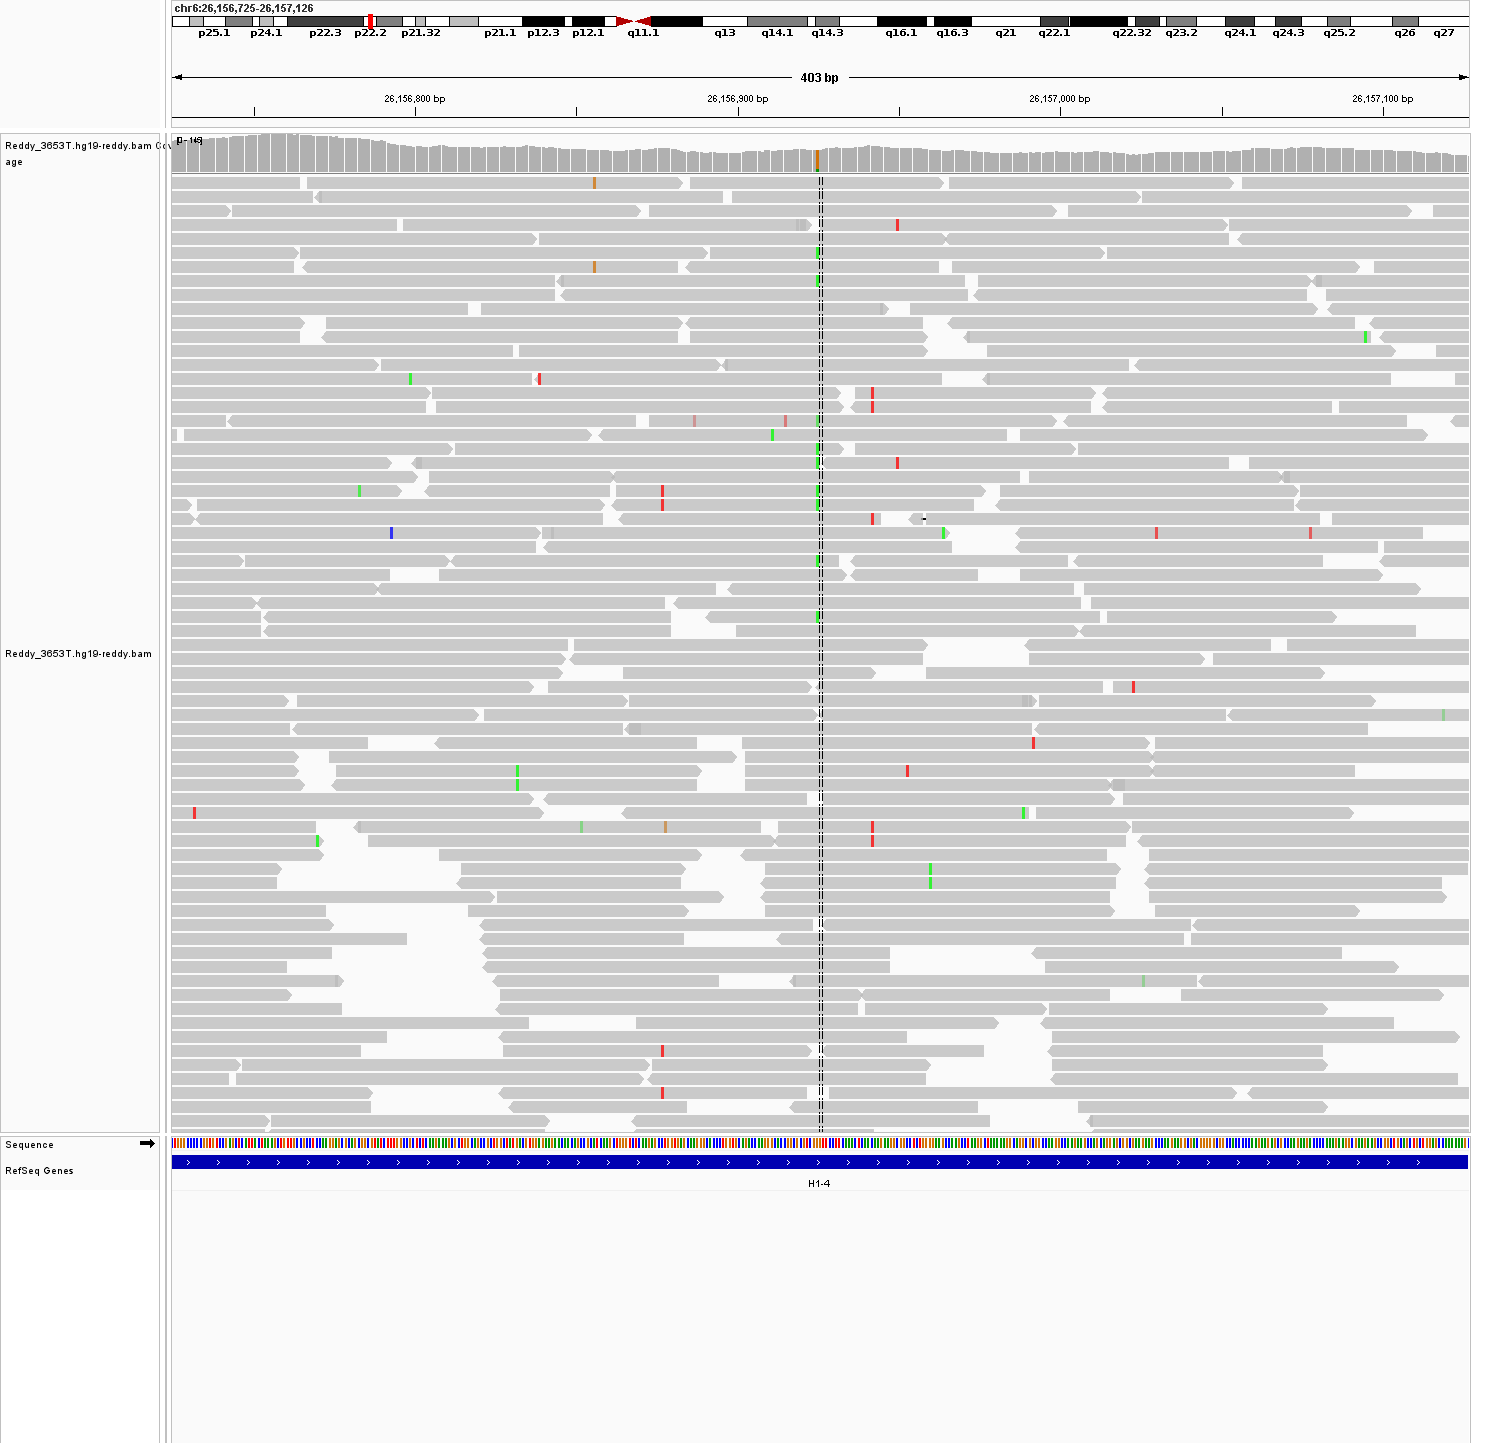 chr6:26,156,725-26,157,126
p25.1 p24.1 p22.3 p22.2 p21.32 p21.1 p12.3 p12.1 q11.1 q13 q14.1 q14.3 q16.1 q16.3 q21 q22.1 q22.32 q23.2 q24.1 q24.3 q25.2 q26 q27
403 bp
26,156,800 bp 26,156,900 bp 26,157,000 bp 26,157,100 bp
Reddy_3653T.hg19-reddy.bam Cov
age
Reddy_3653T.hg19-reddy.bam
Sequence
RefSeq Genes
H1-4